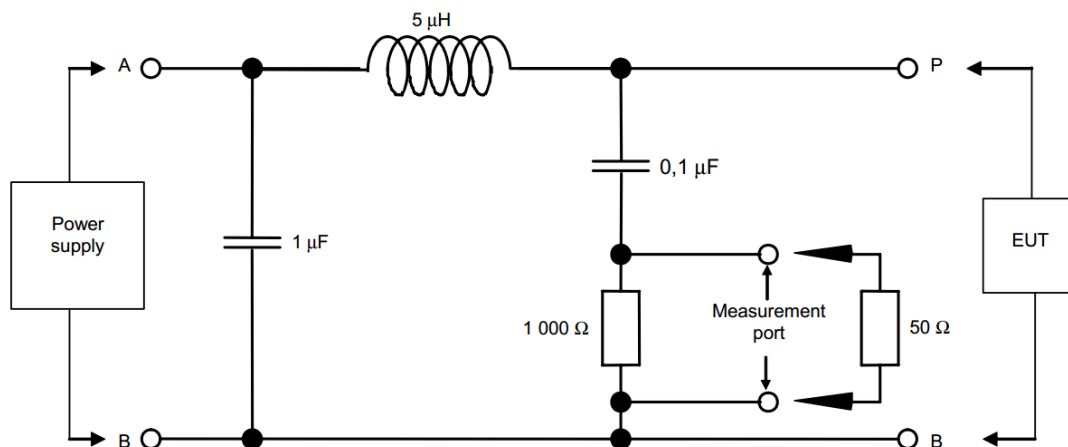 5 µH
A
P
0,1 µF
Power
supply
1 µF
EUT
Measurement
port
1 000 Ω
50 Ω
B
B